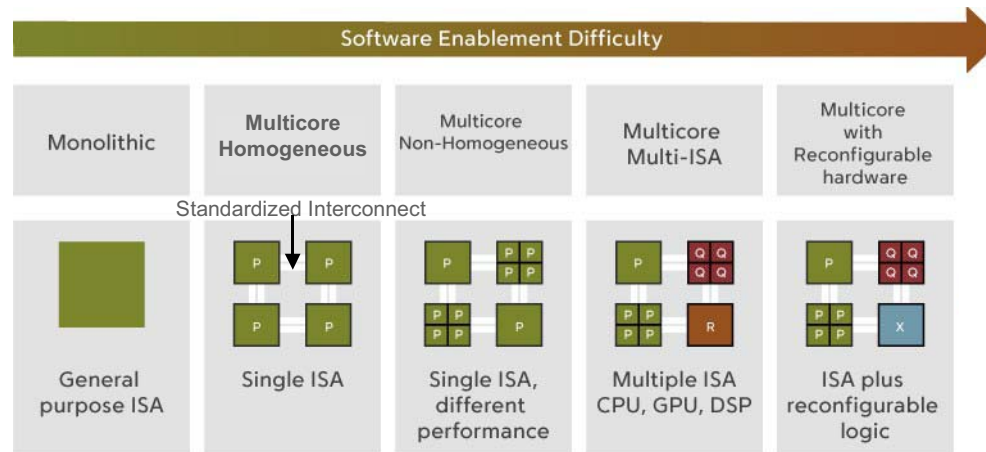 Software Enablement Difficulty
Monolithic
Multicore
Homogeneous
Multicore
Non-Homogeneous
Multicore
Multi-ISA
Multicore
with
Reconfigurable
hardware
Standardized Interconnect
General
purpose ISA
P P
P P
Single ISA
P P P
P P
P P P
P P
Single ISA,
different
performance
P Q Q
Q Q
P P R
P P
Multiple ISA
CPU, GPU, DSP
P Q Q
Q Q
P P X
P P
ISA plus
reconfigurable
logic